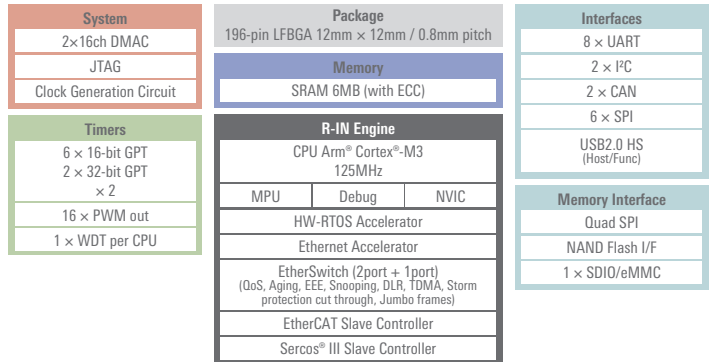 System
2×16ch DMAC
JTAG
Clock Generation Circuit
Timers
6 × 16-bit GPT
2 × 32-bit GPT
× 2
16 × PWM out
1 × WDT per CPU
Package
196-pin LFBGA 12mm × 12mm / 0.8mm pitch
Memory
SRAM 6MB (with ECC)
R-IN Engine
CPU Arm® Cortex®-M3
125MHz
MPU Debug NVIC
HW-RTOS Accelerator
Ethernet Accelerator
EtherSwitch (2port + 1port)
(QoS, Aging, EEE, Snooping, DLR, TDMA, Storm
protection cut through, Jumbo frames)
EtherCAT Slave Controller
Sercos® III Slave Controller
Interfaces
8 × UART
2 × I²C
2 × CAN
6 × SPI
USB2.0 HS
(Host/Func)
Memory Interface
Quad SPI
NAND Flash I/F
1 × SDIO/eMMC